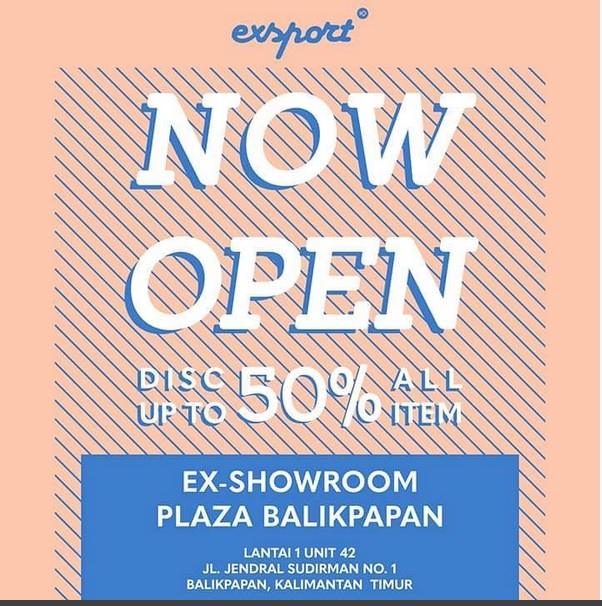 exsport
NOW
OPEN
DISC UP TO 50% ALL ITEM
EX-SHOWROOM
PLAZA BALIKPAPAN
LANTAI 1 UNIT 42
JL. JENDRAL SUDIRMAN NO. 1
BALIKPAPAN, KALIMANTAN TIMUR